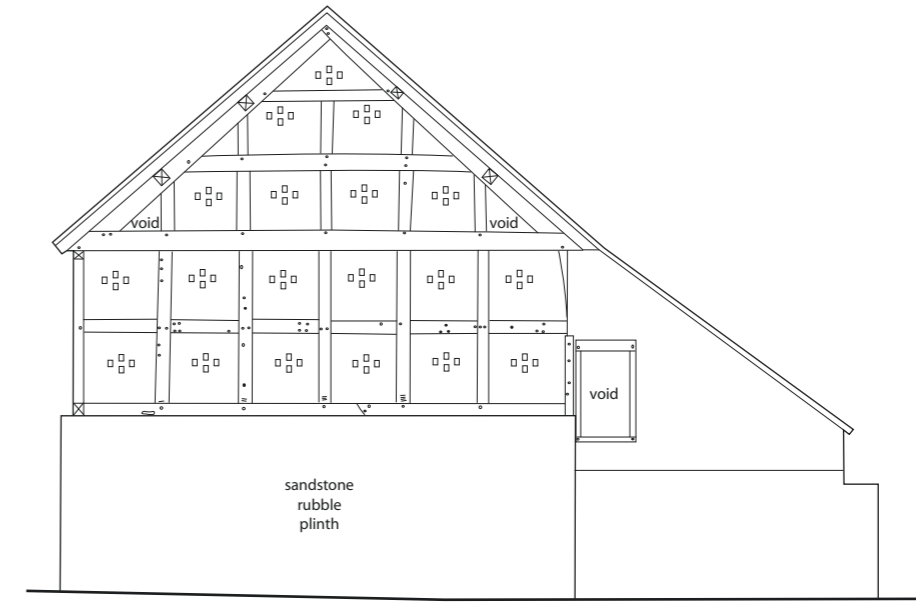 void
void
void
sandstone
rubble
plinth